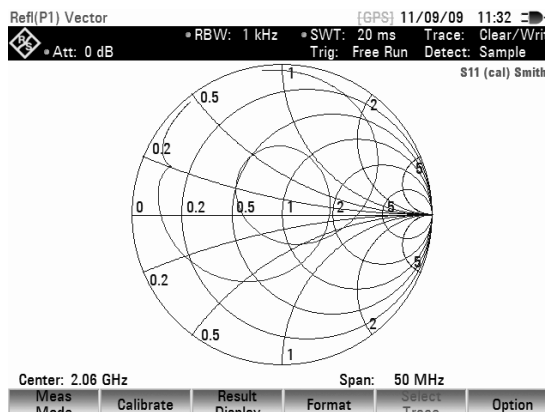 Refl(P1) Vector [GPS] 11/09/09 11:32
R&S Att: 0 dB RBW: 1 kHz SWT: 20 ms Trace: Clear/Writ
Trig: Free Run Detect: Sample
S11 (cal) Smith
1
0.5 2
0.2 5
0 0.2 0.5 1 2 5
0.2 5
0.5 2
1
Center: 2.06 GHz Span: 50 MHz
Meas Mode Calibrate Result Display Format Select Trace Option